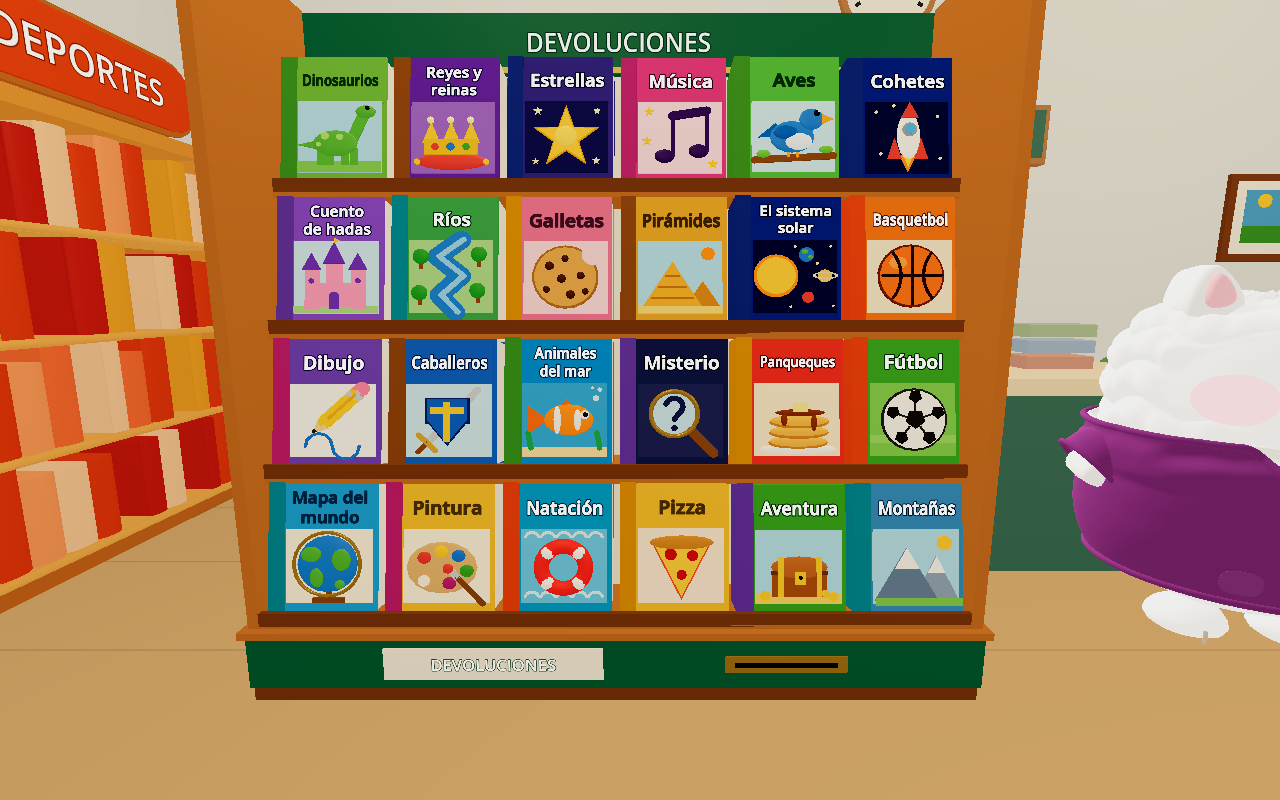 DEPORTES
DEVOLUCIONES
Dinosaurios
Reyes y
reinas
Estrellas
Música
Aves
Cohetes
Cuento
de hadas
Ríos
Galletas
Pirámides
El sistema
solar
Basquetbol
Dibujo
Caballeros
Animales
del mar
Misterio
Panqueques
Fútbol
Mapa del
mundo
Pintura
Natación
Pizza
Aventura
Montañas
DEVOLUCIONES